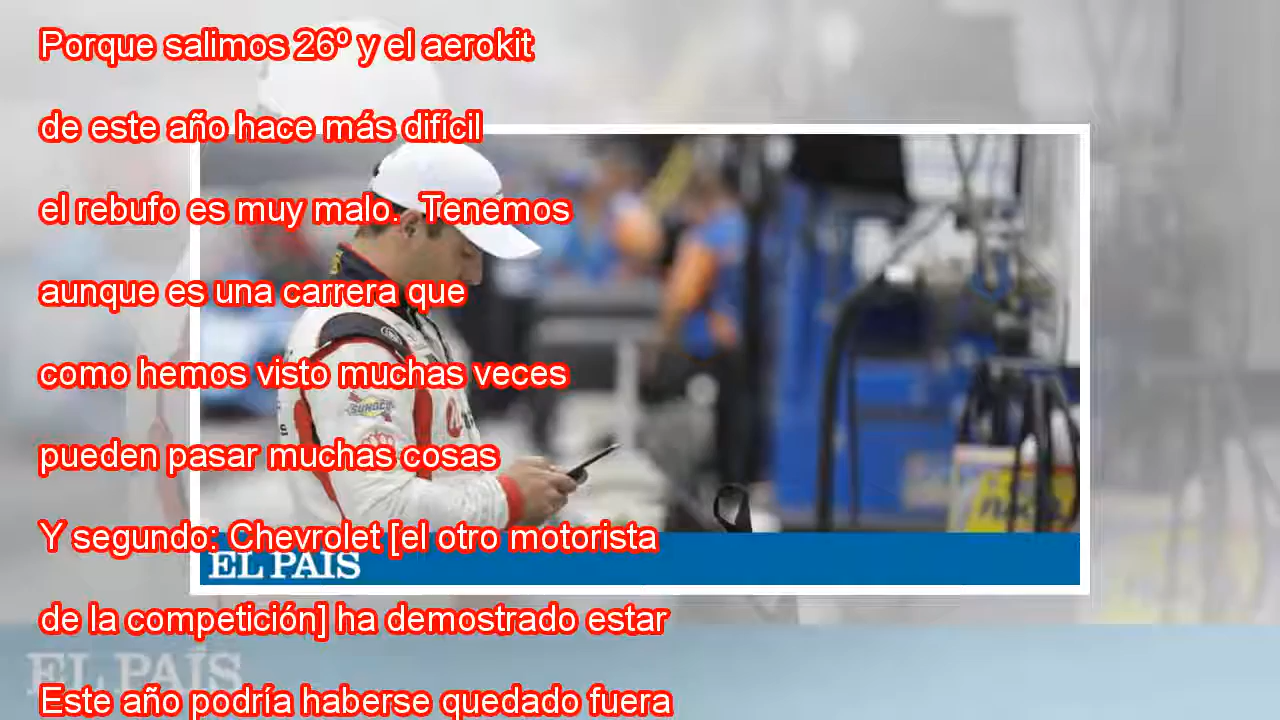 Porque salimos 26º y el aerokit
de este año hace más difícil
el rebufo es muy malo.  Tenemos
aunque es una carrera que
como hemos visto muchas veces
pueden pasar muchas cosas
SUNOCO
Y segundo: Chevrolet [el otro motorista
EL PAÍS
de la competición] ha demostrado estar
EL PAÍS
Este año podría haberse quedado fuera